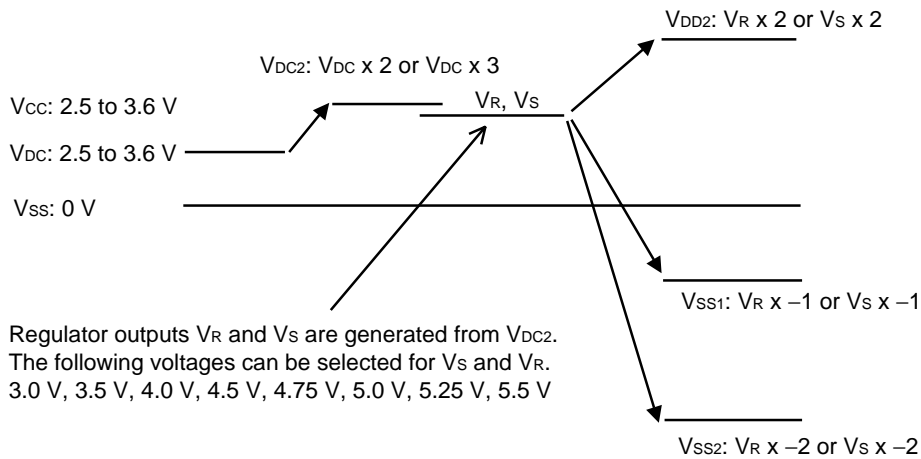 VDD2: VR x 2 or VS x 2
VDC2: VDC x 2 or VDC x 3
VR, VS
VCC: 2.5 to 3.6 V
VDC: 2.5 to 3.6 V
VSS: 0 V
VSS1: VR x −1 or VS x −1
Regulator outputs VR and VS are generated from VDC2.
The following voltages can be selected for VS and VR.
3.0 V, 3.5 V, 4.0 V, 4.5 V, 4.75 V, 5.0 V, 5.25 V, 5.5 V
VSS2: VR x −2 or VS x −2